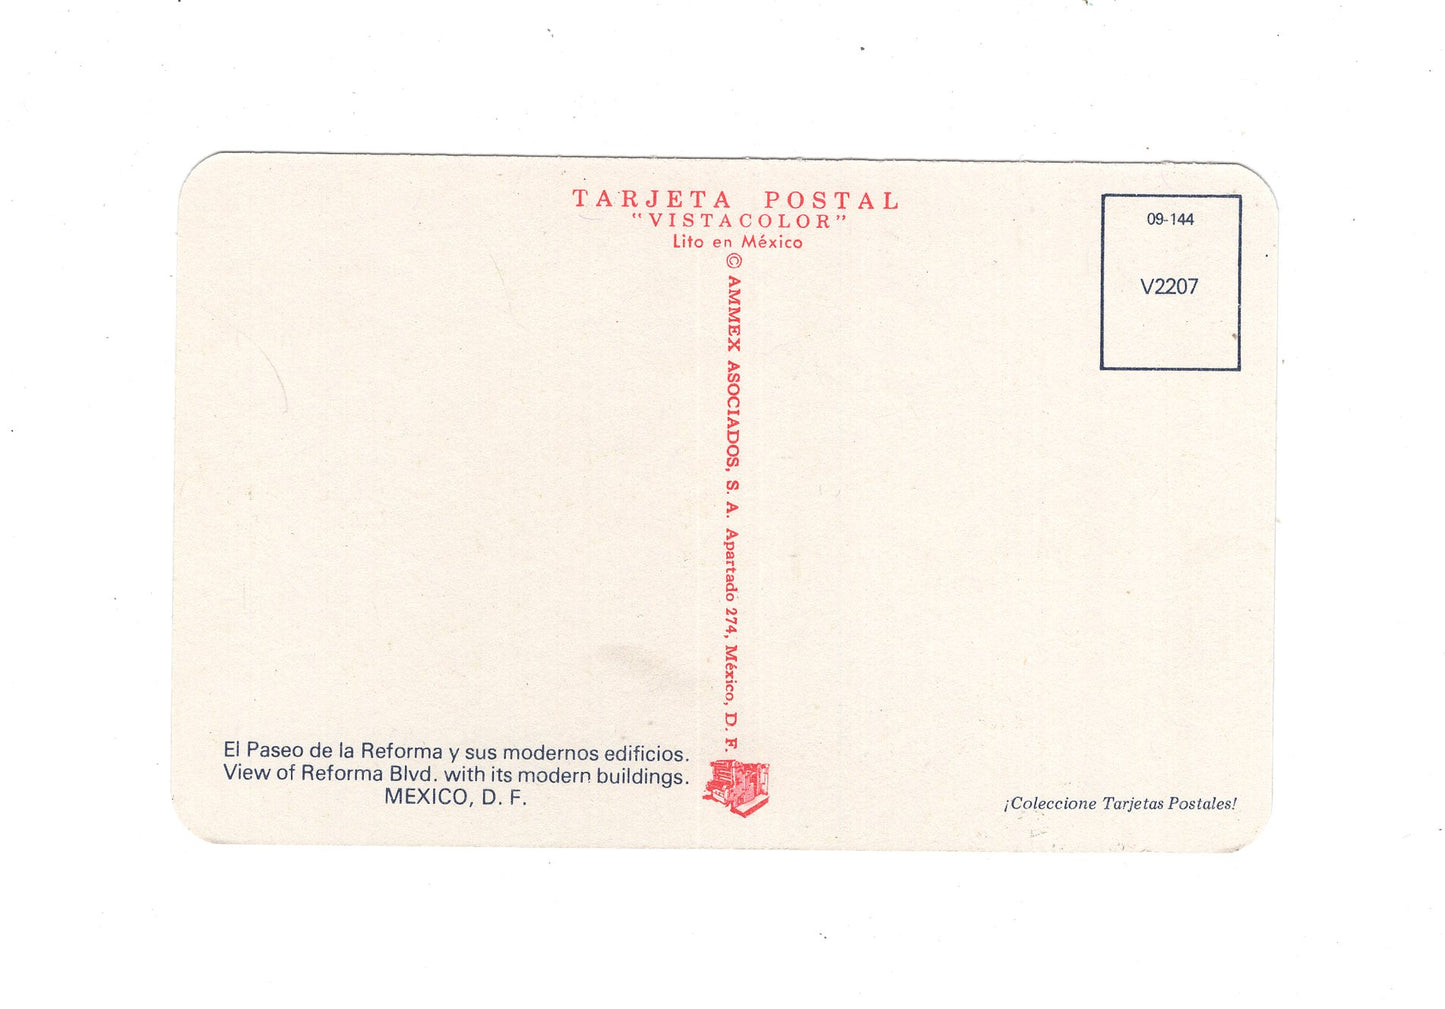 TARJETA POSTAL
“VISTACOLOR”
Lito en México
© AMMEX ASOCIADOS, S. A. Apartado 274, México, D. F.
09-144
V2207
El Paseo de la Reforma y sus modernos edificios.
View of Reforma Blvd. with its modern buildings.
MEXICO, D. F.
¡Coleccione Tarjetas Postales!